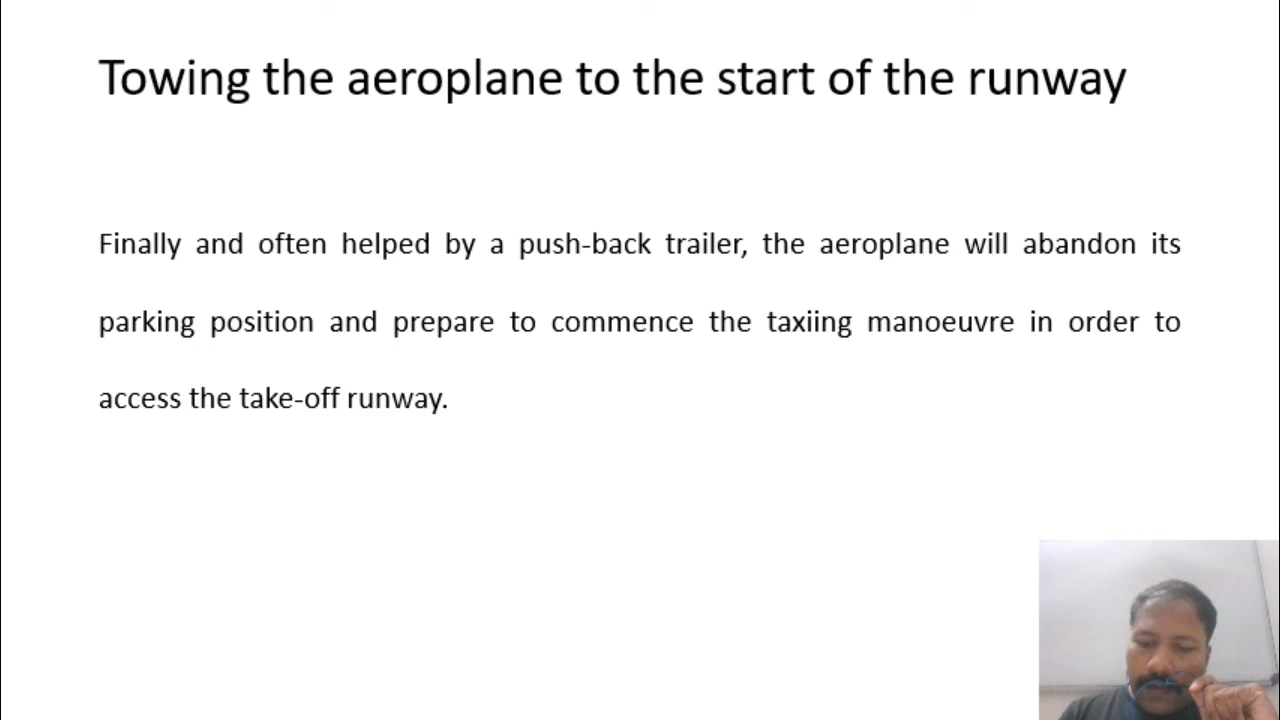 Towing the aeroplane to the start of the runway
Finally and often helped by a push-back trailer, the aeroplane will abandon its
parking position and prepare to commence the taxiing manoeuvre in order to
access the take-off runway.